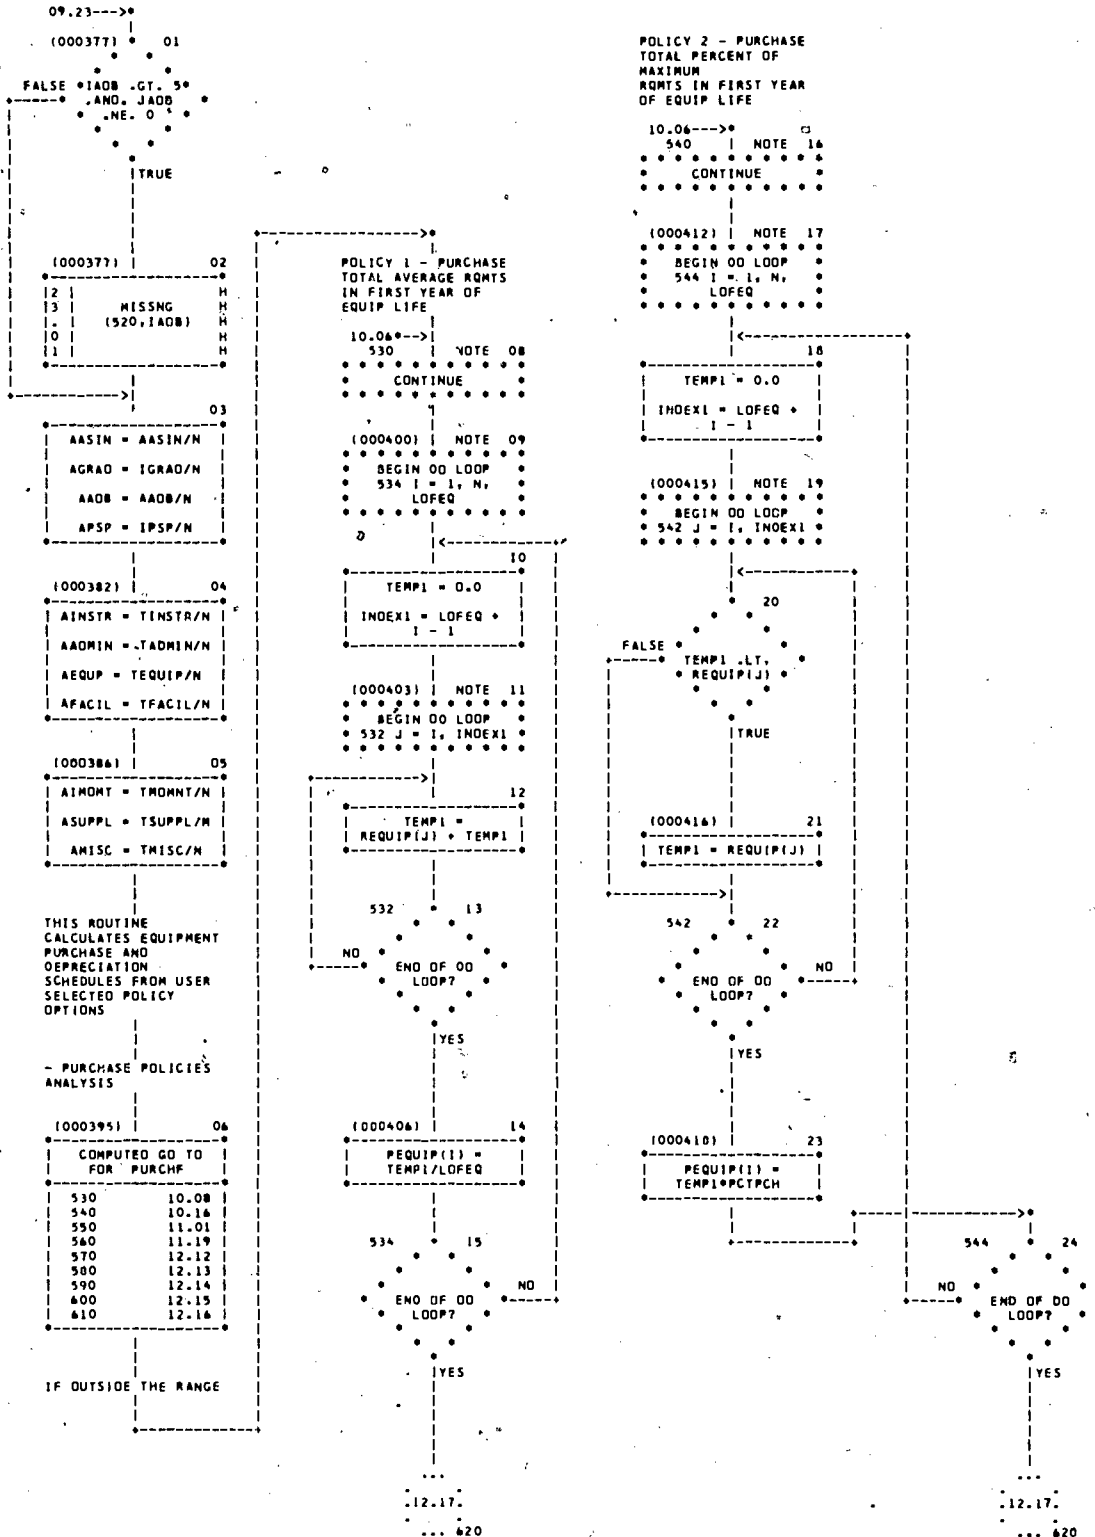 09.23--->*
(000377) * 01
FALSE *IAOB .GT. 5*
.AND. JAOB
.NE. 0
TRUE
(000377) 02
23.01
MISSNG
(520,IAOB)
03
AASIN = AASIN/N
AGRAD = IGRAD/N
AAOB = AAOB/N
APSP = IPSP/N
(000382) 04
AINSTR = TINSTR/N
AADMIN = TADMIN/N
AEQUP = TEQUIP/N
AFACIL = TFACIL/N
(000386) 05
AIMOMT = TMOMNT/N
ASUPPL = TSUPPL/N
AMISC = TMISC/N
THIS ROUTINE
CALCULATES EQUIPMENT
PURCHASE AND
DEPRECIATION
SCHEDULES FROM USER
SELECTED POLICY
OPTIONS
- PURCHASE POLICIES
ANALYSIS
(000395) 06
COMPUTED GO TO
FOR PURCHF
530 10.08
540 10.16
550 11.01
560 11.19
570 12.12
580 12.13
590 12.14
600 12.15
610 12.16
IF OUTSIDE THE RANGE
POLICY 1 - PURCHASE
TOTAL AVERAGE RQMTS
IN FIRST YEAR OF
EQUIP LIFE
10.06*-->
530 NOTE 08
CONTINUE
(000400) NOTE 09
BEGIN DO LOOP
534 I = 1, N,
LOFEQ
10
TEMP1 = 0.0
INDEX1 = LOFEQ +
I - 1
(000403) NOTE 11
BEGIN DO LOOP
532 J = I, INDEX1
12
TEMP1 =
REQUIP(J) + TEMP1
532 13
NO
END OF DO
LOOP?
YES
(000406) 14
PEQUIP(I) =
TEMP1/LOFEQ
534 15
NO
END OF DO
LOOP?
YES
.12.17.
... 620
POLICY 2 - PURCHASE
TOTAL PERCENT OF
MAXIMUM
RQMTS IN FIRST YEAR
OF EQUIP LIFE
10.06--->*
540 NOTE 16
CONTINUE
(000412) NOTE 17
BEGIN DO LOOP
544 I = 1, N,
LOFEQ
18
TEMP1 = 0.0
INDEX1 = LOFEQ +
I - 1
(000415) NOTE 19
BEGIN DO LOOP
542 J = I, INDEX1
20
FALSE
TEMP1 .LT.
REQUIP(J)
TRUE
(000416) 21
TEMP1 = REQUIP(J)
542 22
NO
END OF DO
LOOP?
YES
(000418) 23
PEQUIP(I) =
TEMP1*PCTPCH
544 24
NO
END OF DO
LOOP?
YES
.12.17.
... 620